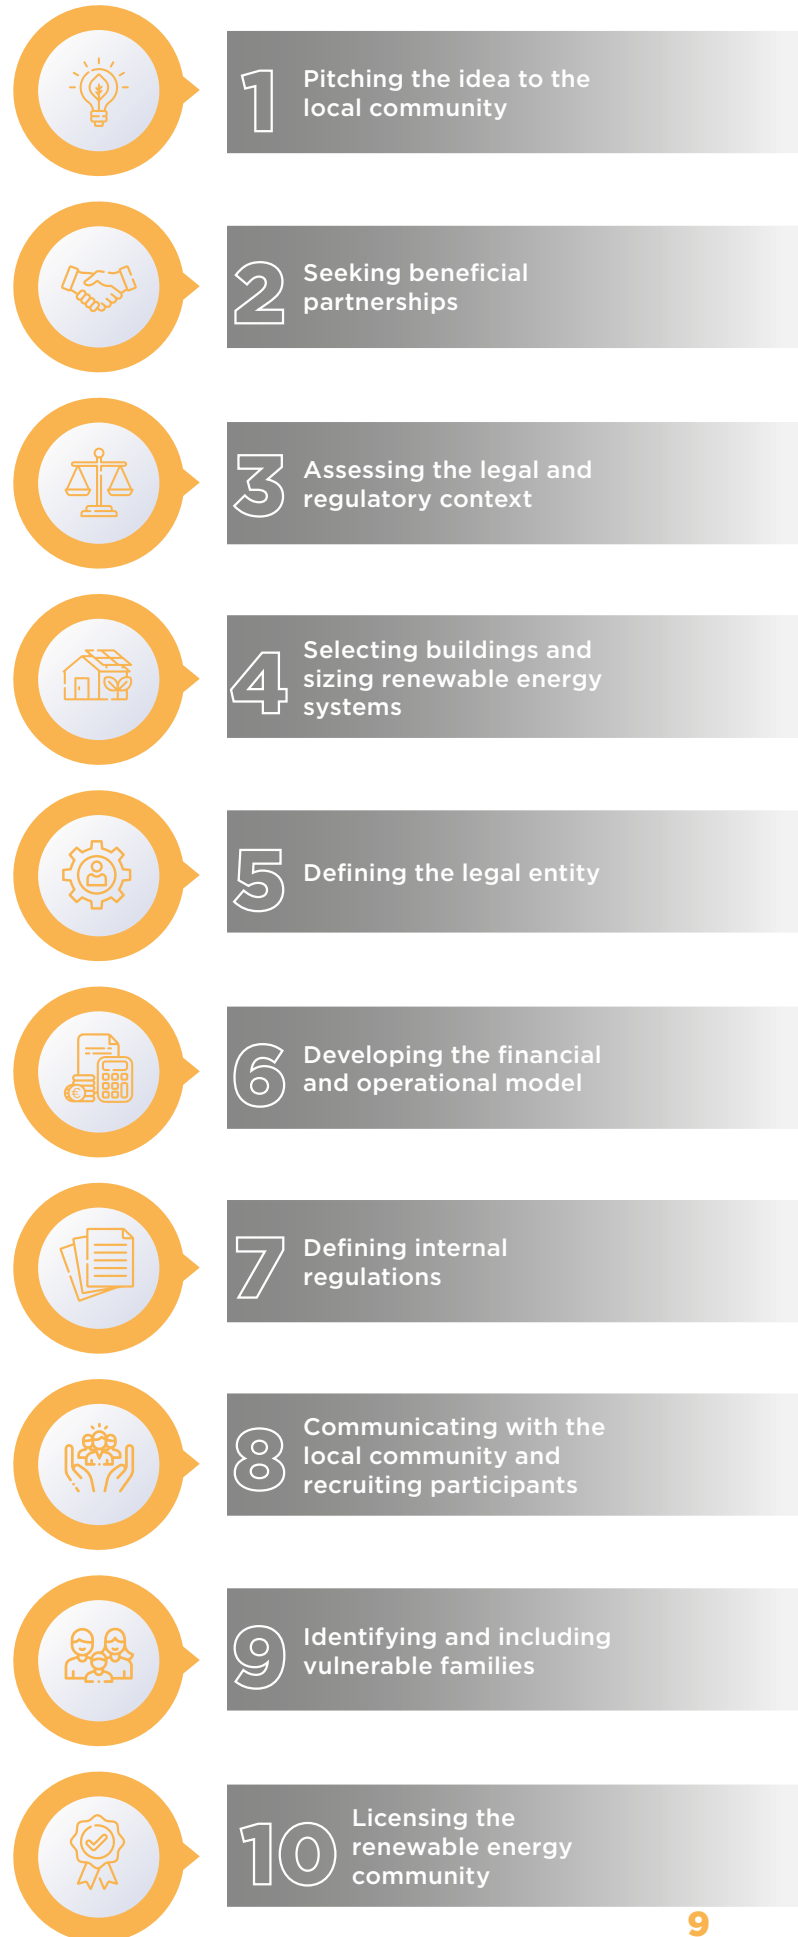 1
Pitching the idea to the
local community
2
Seeking beneficial
partnerships
3
Assessing the legal and
regulatory context
4
Selecting buildings and
sizing renewable energy
systems
5
Defining the legal entity
6
Developing the financial
and operational model
€
7
Defining internal
regulations
8
Communicating with the
local community and
recruiting participants
9
Identifying and including
vulnerable families
10
Licensing the
renewable energy
community
9